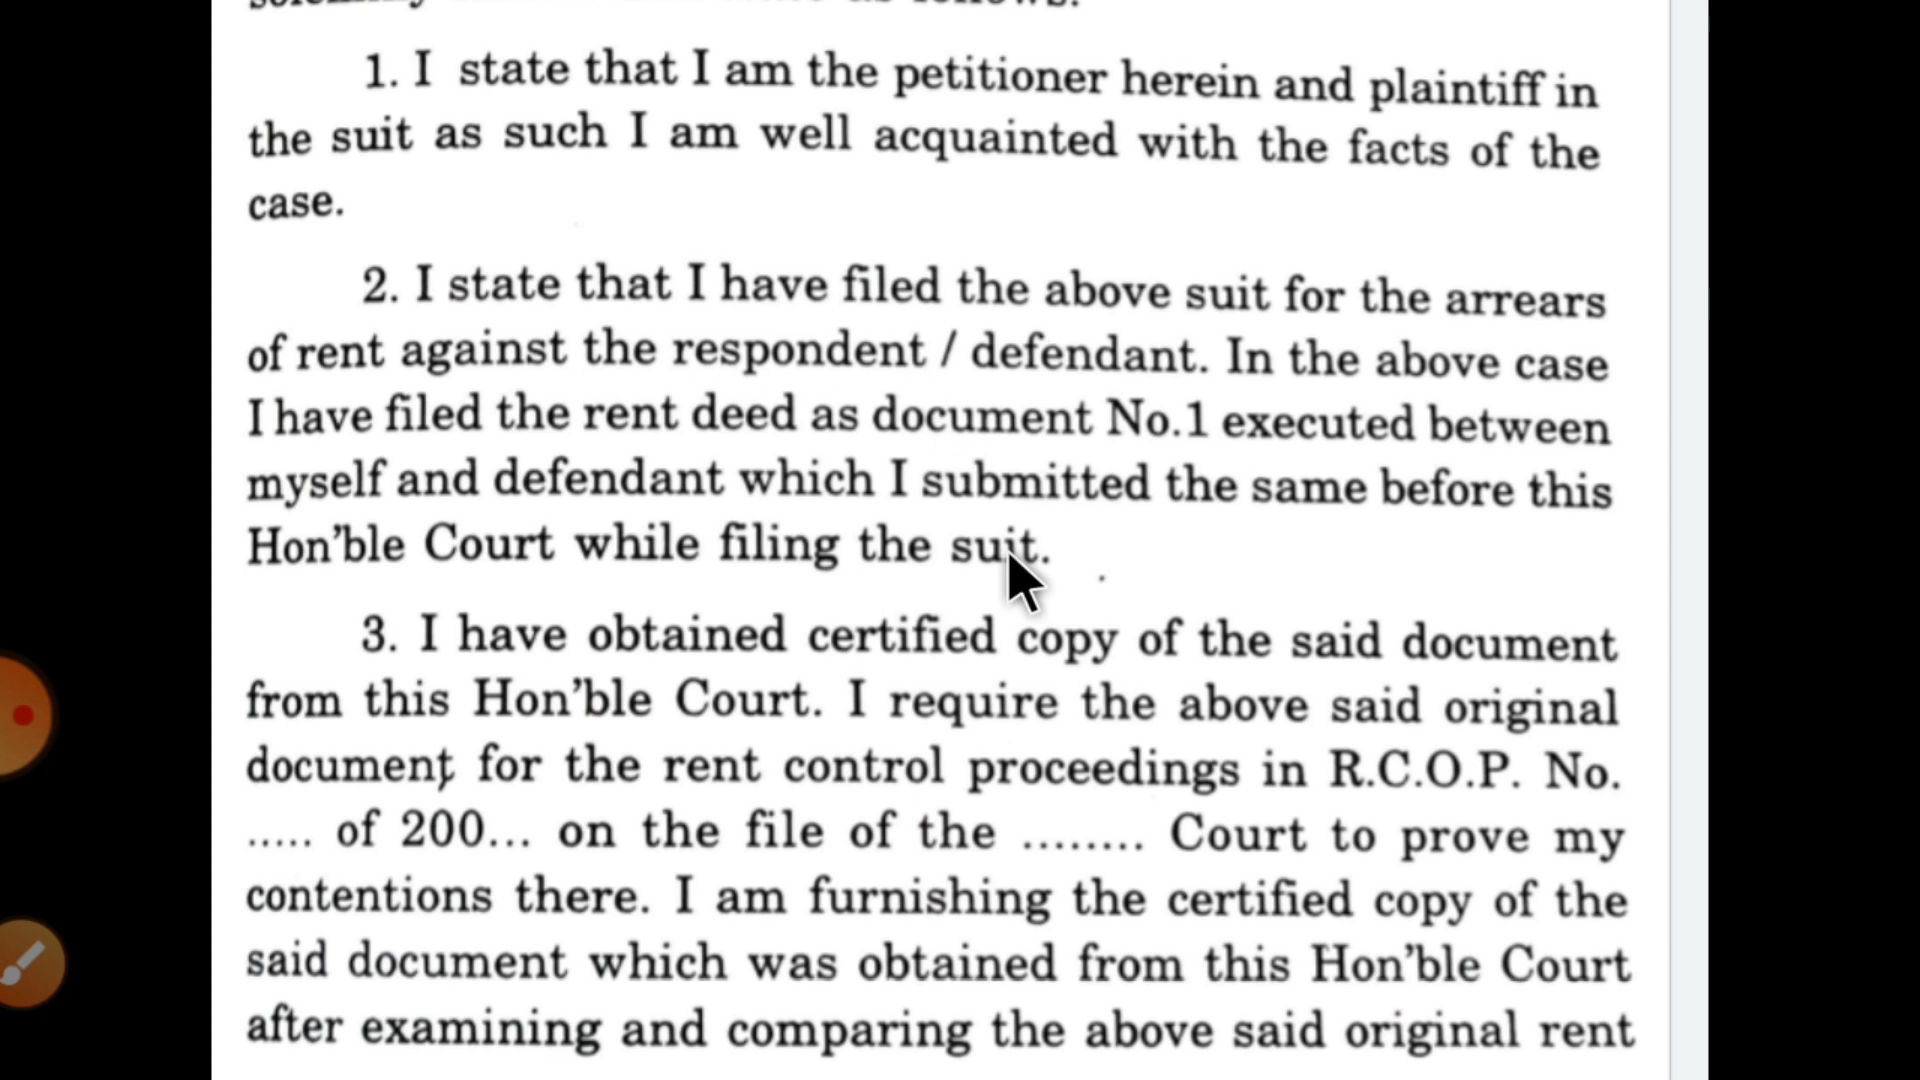 as follows:
1. I state that I am the petitioner herein and plaintiff in
the suit as such I am well acquainted with the facts of the
case.
2. I state that I have filed the above suit for the arrears
of rent against the respondent / defendant. In the above case
I have filed the rent deed as document No.1 executed between
myself and defendant which I submitted the same before this
Hon'ble Court while filing the suit.
3. I have obtained certified copy of the said document
from this Hon'ble Court. I require the above said original
document for the rent control proceedings in R.C.O.P. No.
..... of 200... on the file of the ........ Court to prove my
contentions there. I am furnishing the certified copy of the
said document which was obtained from this Hon'ble Court
after examining and comparing the above said original rent